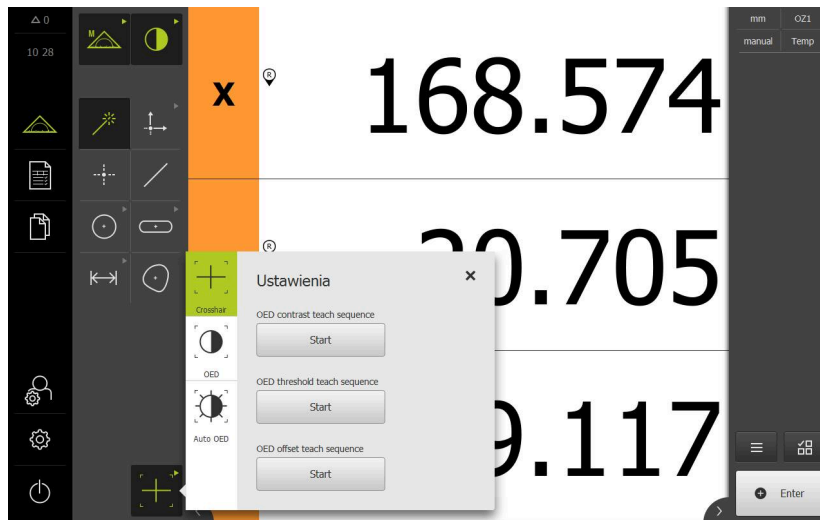 △ 0
mm OZ1
10 28
manual Temp
M
X
R
168.574
R
20.705
9.117
Crosshair
OED
Auto OED
Ustawienia ×
OED contrast teach sequence
Start
OED threshold teach sequence
Start
OED offset teach sequence
Start
Enter